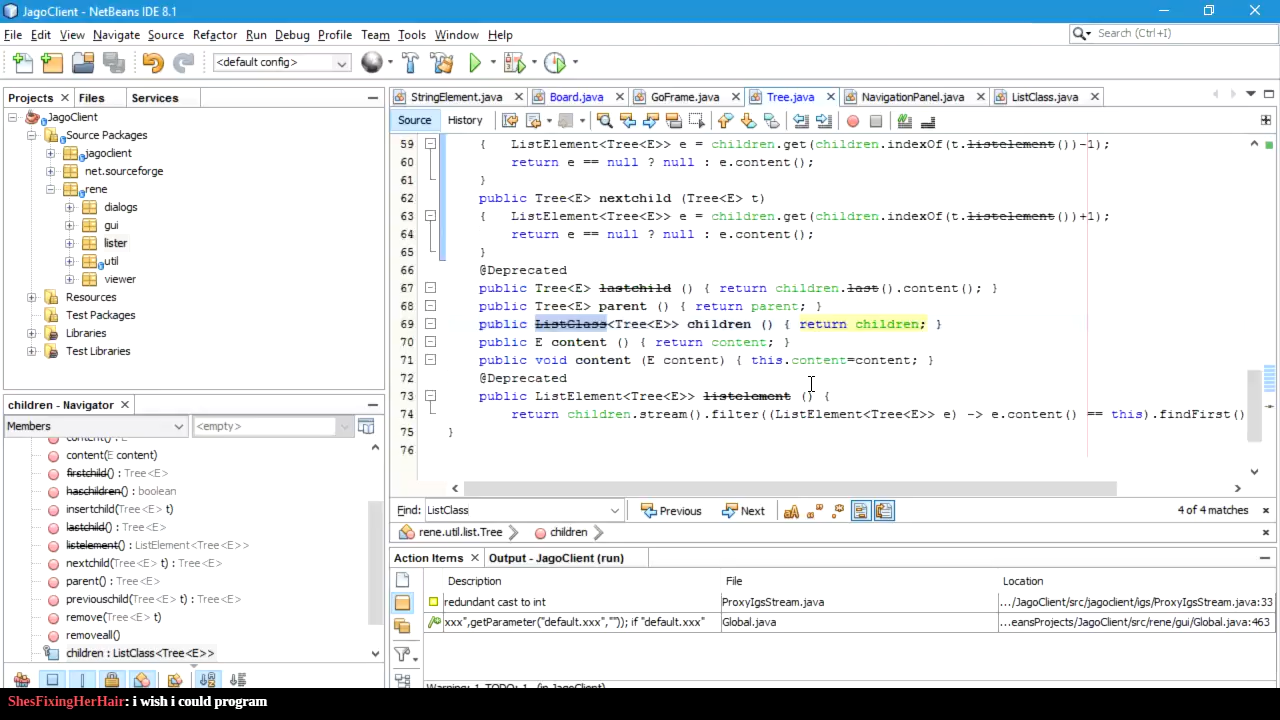 JagoClient - NetBeans IDE 8.1
File Edit View Navigate Source Refactor Run Debug Profile Team Tools Window Help
Search (Ctrl+I)
<default config>
Projects Files Services
JagoClient
Source Packages
jagoclient
net.sourceforge
rene
dialogs
gui
lister
util
viewer
Resources
Test Packages
Libraries
Test Libraries
children - Navigator
Members
<empty>
content() : E
content(E content)
firstchild() : Tree<E>
haschildren() : boolean
insertchild(Tree<E> t)
lastchild() : Tree<E>
listelement() : ListElement<Tree<E>>
nextchild(Tree<E> t) : Tree<E>
parent() : Tree<E>
previouschild(Tree<E> t) : Tree<E>
remove(Tree<E> t)
removeall()
children : ListClass<Tree<E>>
StringElement.java Board.java GoFrame.java Tree.java NavigationPanel.java ListClass.java
Source History
59 { ListElement<Tree<E>> e = children.get(children.indexOf(t.listelement())-1);
60 return e == null ? null : e.content();
61 }
62 public Tree<E> nextchild (Tree<E> t)
63 { ListElement<Tree<E>> e = children.get(children.indexOf(t.listelement())+1);
64 return e == null ? null : e.content();
65 }
66 @Deprecated
67 public Tree<E> lastchild () { return children.last().content(); }
68 public Tree<E> parent () { return parent; }
69 public ListClass<Tree<E>> children () { return children; }
70 public E content () { return content; }
71 public void content (E content) { this.content=content; }
72 @Deprecated
73 public ListElement<Tree<E>> listelement () {
74 return children.stream().filter((ListElement<Tree<E>> e) -> e.content() == this).findFirst()
75 }
76
Find: ListClass Previous Next 4 of 4 matches
rene.util.list.Tree children
Action Items Output - JagoClient (run)
Description File Location
redundant cast to int ProxyIgsStream.java .../JagoClient/src/jagoclient/igs/ProxyIgsStream.java:33
xxx",getParameter("default.xxx","")); if "default.xxx" Global.java ...eansProjects/JagoClient/src/rene/gui/Global.java:463
Warning: 1 TODO: 1 (in JagoClient)
ShesFixingHerHair: i wish i could program